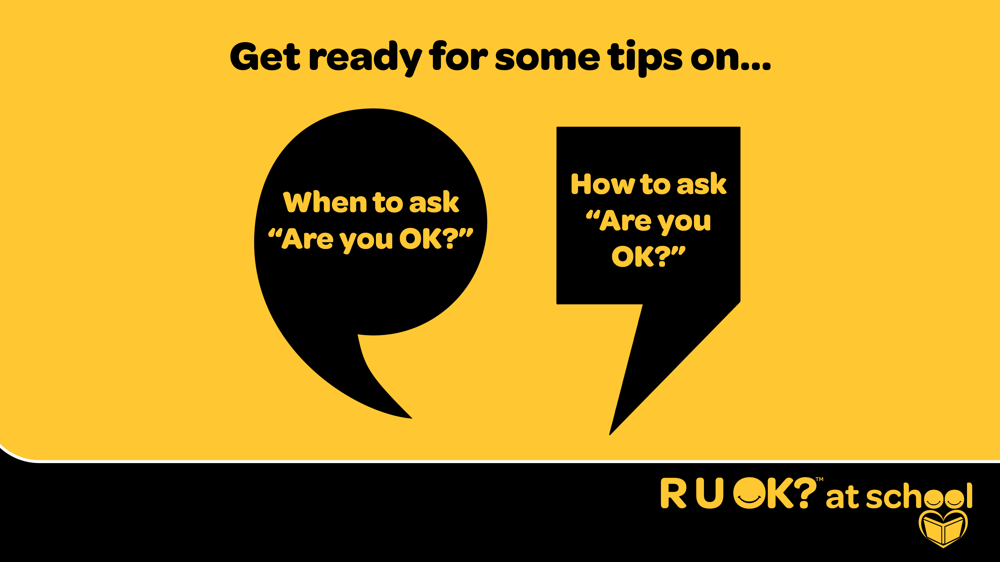 Get ready for some tips on...
When to ask
“Are you OK?”
How to ask
“Are you
OK?”
R U OK?™ at school